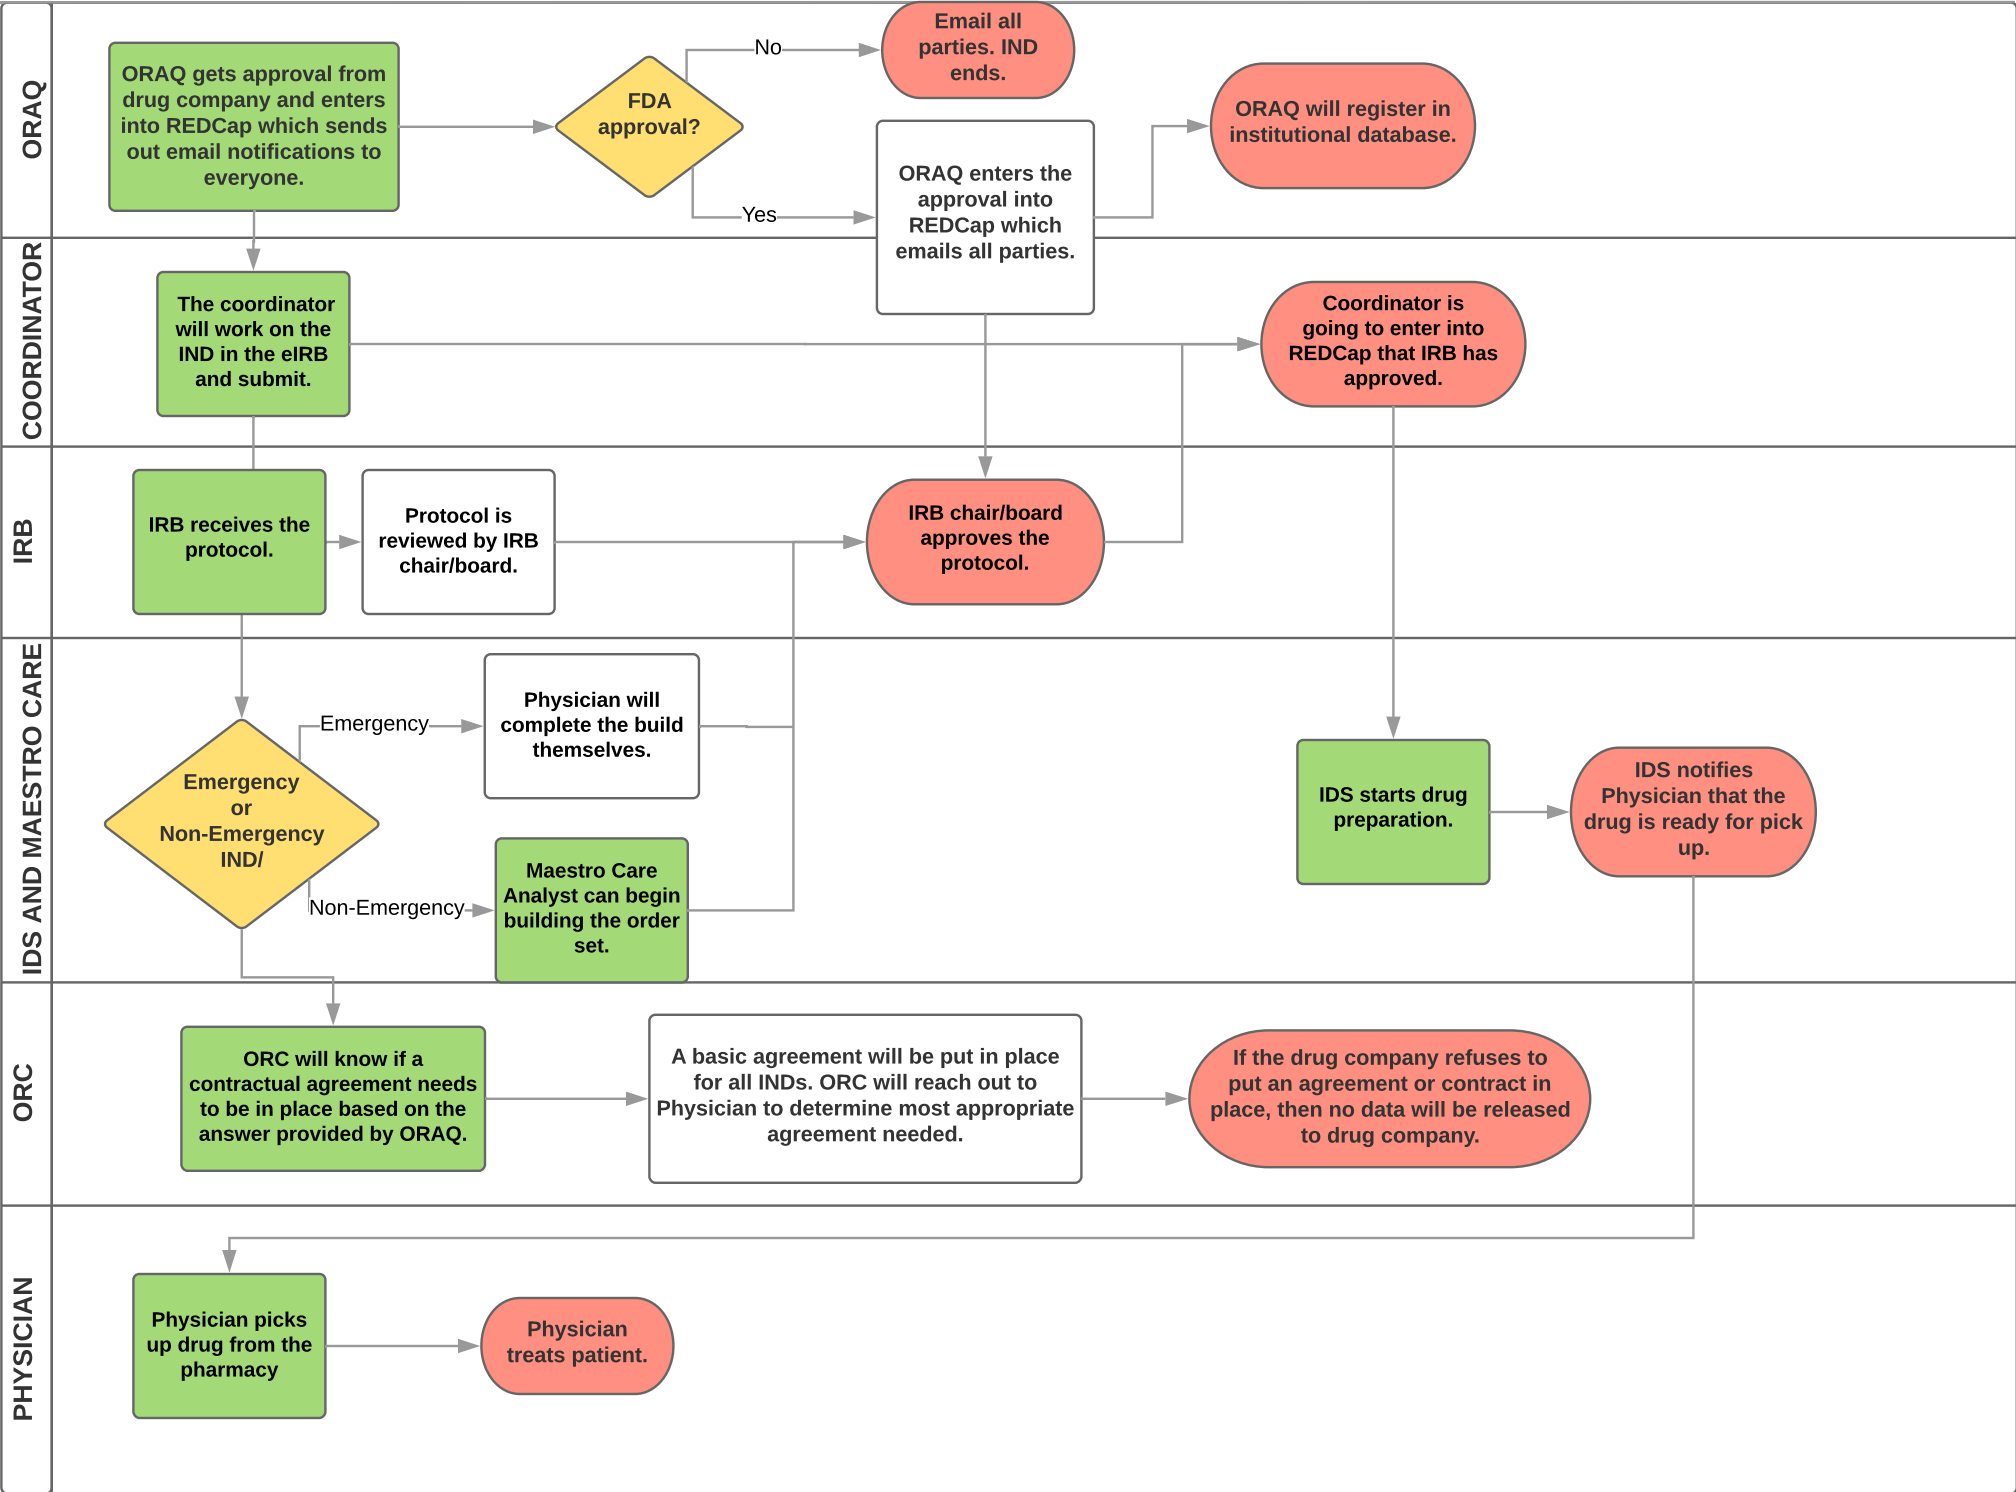 ORAQ
ORAQ gets approval from
drug company and enters
into REDCap which sends
out email notifications to
everyone.
FDA
approval?
No
Email all
parties. IND
ends.
Yes
ORAQ enters the
approval into
REDCap which
emails all parties.
ORAQ will register in
institutional database.
COORDINATOR
The coordinator
will work on the
IND in the eIRB
and submit.
Coordinator is
going to enter into
REDCap that IRB has
approved.
IRB
IRB receives the
protocol.
Protocol is
reviewed by IRB
chair/board.
IRB chair/board
approves the
protocol.
IDS AND MAESTRO CARE
Emergency
or
Non-Emergency
IND/
Emergency
Physician will
complete the build
themselves.
Non-Emergency
Maestro Care
Analyst can begin
building the order
set.
IDS starts drug
preparation.
IDS notifies
Physician that the
drug is ready for pick
up.
ORC
ORC will know if a
contractual agreement needs
to be in place based on the
answer provided by ORAQ.
A basic agreement will be put in place
for all INDs. ORC will reach out to
Physician to determine most appropriate
agreement needed.
If the drug company refuses to
put an agreement or contract in
place, then no data will be released
to drug company.
PHYSICIAN
Physician picks
up drug from the
pharmacy
Physician
treats patient.